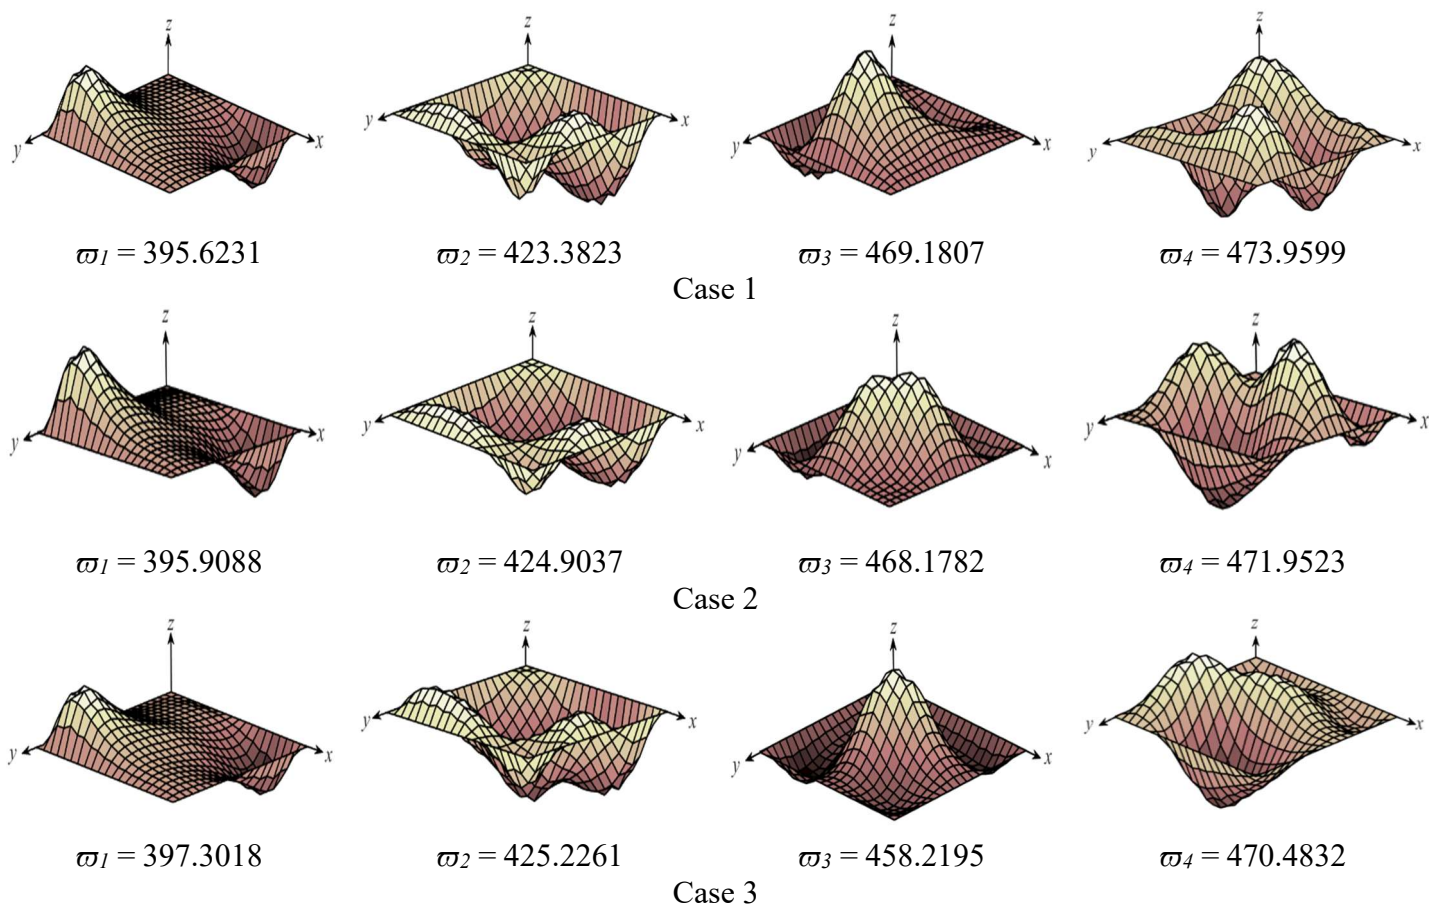 z z z z
y x y x y x y x
ϖ1 = 395.6231 ϖ2 = 423.3823 ϖ3 = 469.1807 ϖ4 = 473.9599
Case 1
z z z z
y x y x y x y x
ϖ1 = 395.9088 ϖ2 = 424.9037 ϖ3 = 468.1782 ϖ4 = 471.9523
Case 2
z z z z
y x y x y x y x
ϖ1 = 397.3018 ϖ2 = 425.2261 ϖ3 = 458.2195 ϖ4 = 470.4832
Case 3